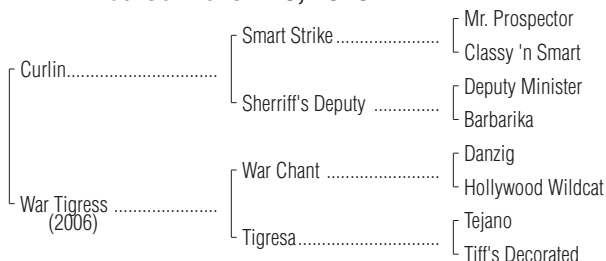 Mr. Prospector
Smart Strike
Classy 'n Smart
Curlin
Deputy Minister
Sherriff's Deputy
Barbarika
Danzig
War Chant
Hollywood Wildcat
War Tigress
(2006)
Tejano
Tigresa
Tiff's Decorated